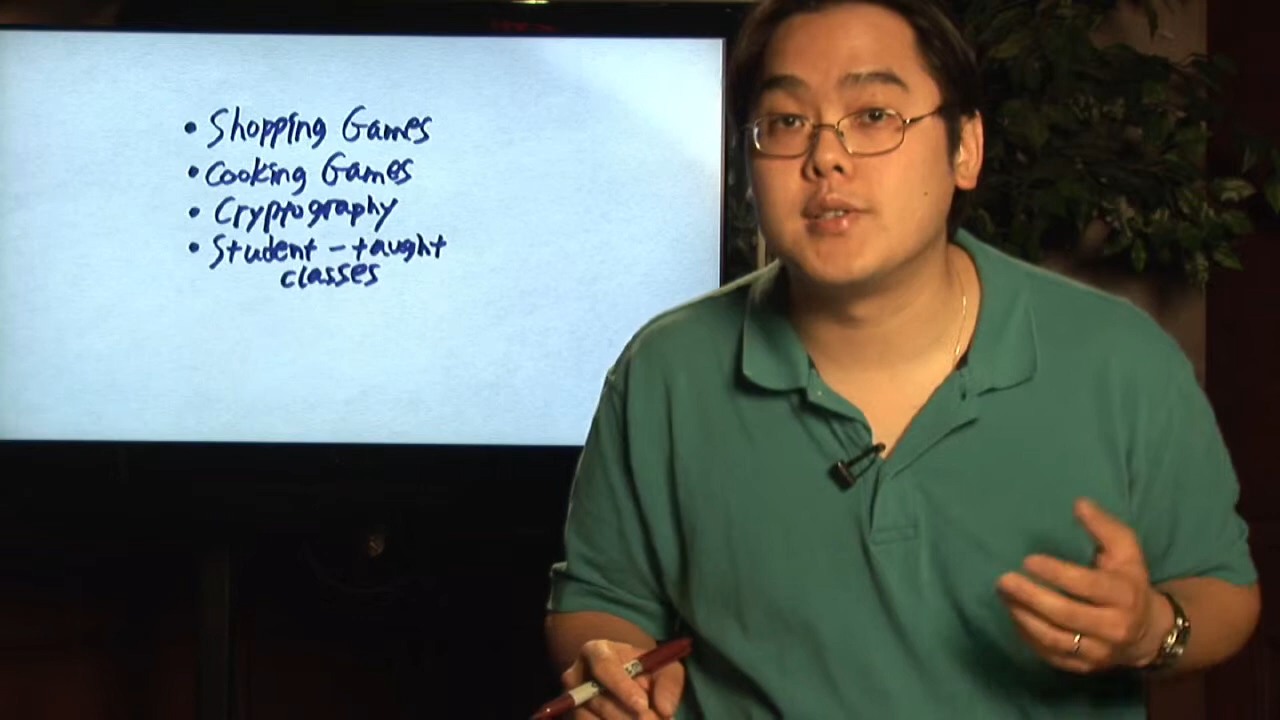 • Shopping Games
• Cooking Games
• Cryptography
• Student - taught
classes